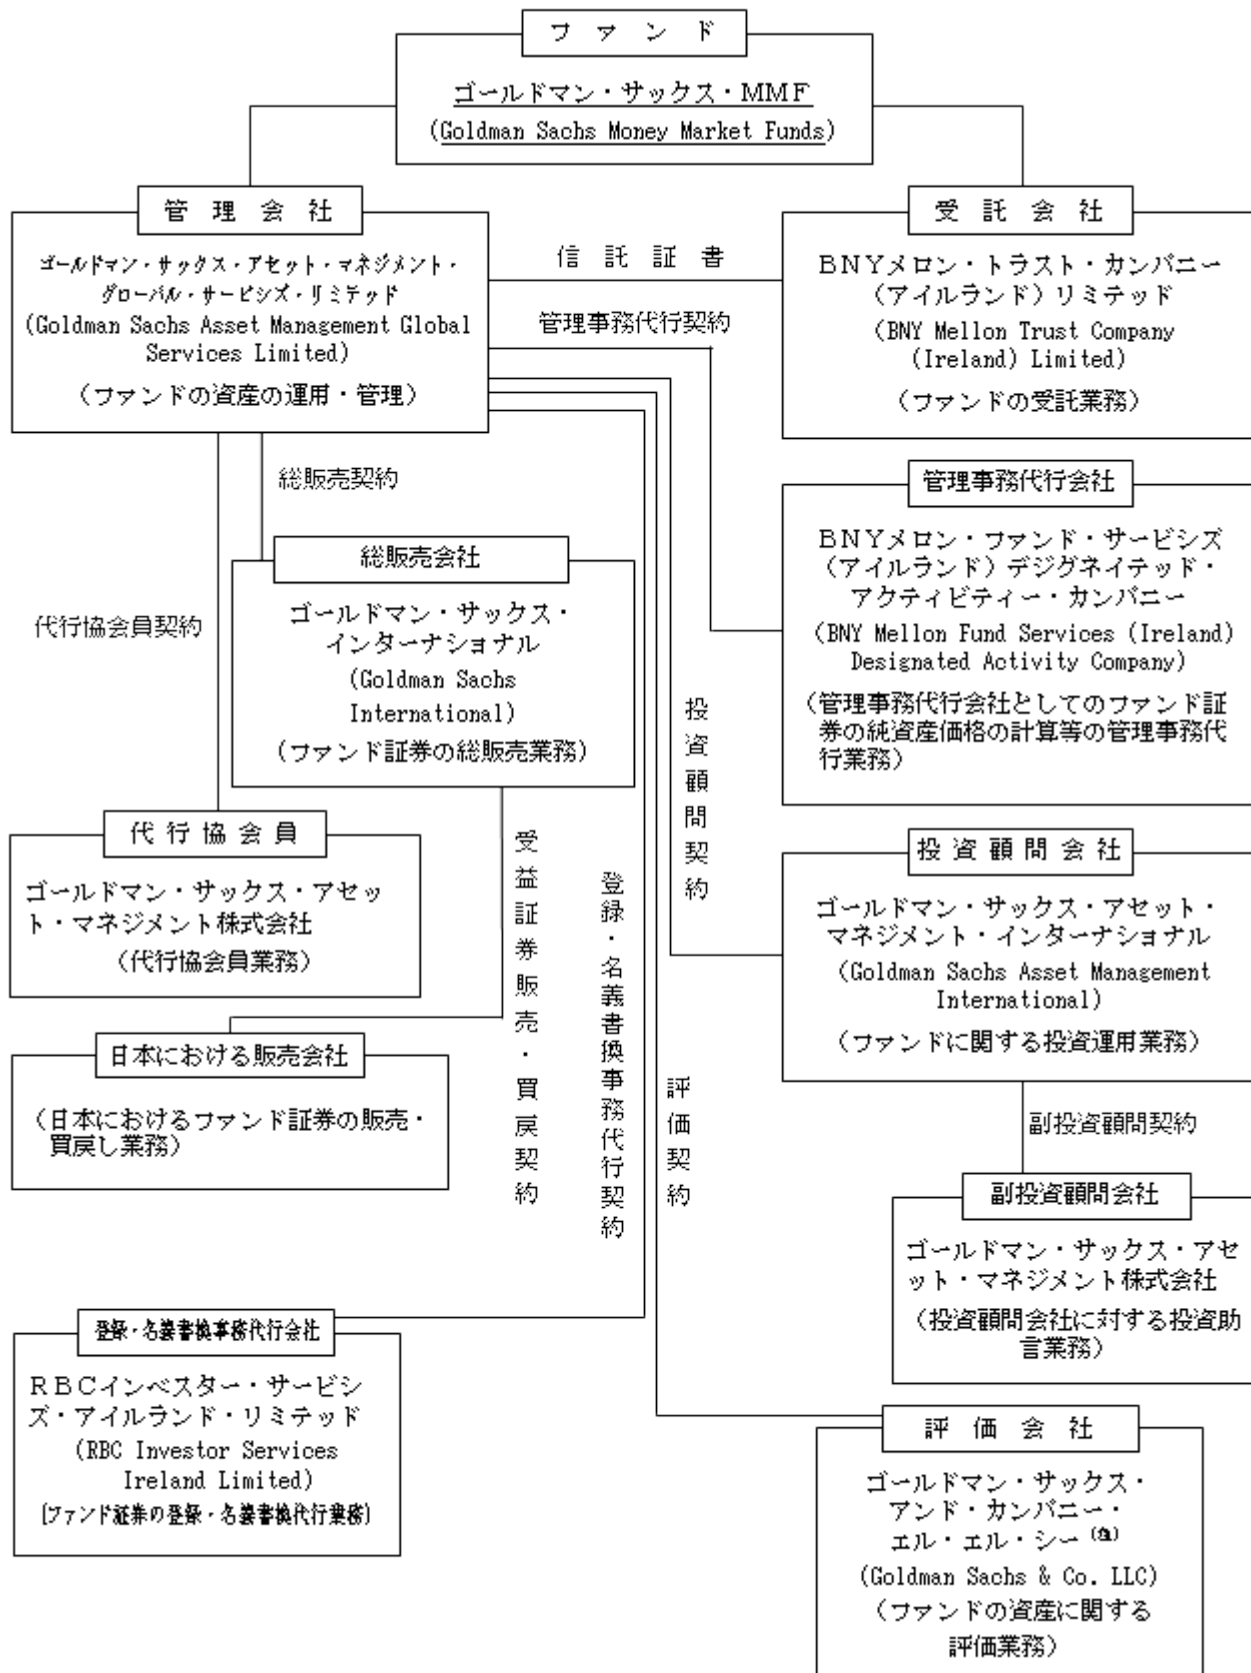 ファンド
ゴールドマン・サックス・MMF
(Goldman Sachs Money Market Funds)
管理会社
ゴールドマン・サックス・アセット・マネジメント・
グローバル・サービシズ・リミテッド
(Goldman Sachs Asset Management Global
Services Limited)
(ファンドの資産の運用・管理)
信託証書
管理事務代行契約
受託会社
BNYメロン・トラスト・カンパニー
(アイルランド)リミテッド
(BNY Mellon Trust Company
(Ireland) Limited)
(ファンドの受託業務)
管理事務代行会社
BNYメロン・ファンド・サービシズ
(アイルランド)デジグネイテッド・
アクティビティー・カンパニー
(BNY Mellon Fund Services (Ireland)
Designated Activity Company)
(管理事務代行会社としてのファンド証
券の純資産価格の計算等の管理事務代
行業務)
総販売契約
総販売会社
ゴールドマン・サックス・
インターナショナル
(Goldman Sachs
International)
(ファンド証券の総販売業務)
代行協会員契約
代行協会員
ゴールドマン・サックス・アセッ
ト・マネジメント株式会社
(代行協会員業務)
受益証券販売・買戻契約
日本における販売会社
(日本におけるファンド証券の販売・
買戻し業務)
投資顧問契約
投資顧問会社
ゴールドマン・サックス・アセット・
マネジメント・インターナショナル
(Goldman Sachs Asset Management
International)
(ファンドに関する投資運用業務)
副投資顧問契約
副投資顧問会社
ゴールドマン・サックス・アセ
ット・マネジメント株式会社
(投資顧問会社に対する投資助
言業務)
登録・名義書換事務代行契約
登録・名義書換事務代行会社
RBCインベスター・サービシ
ズ・アイルランド・リミテッド
(RBC Investor Services
Ireland Limited)
(ファンド証券の登録・名義書換代行業務)
評価契約
評価会社
ゴールドマン・サックス・
アンド・カンパニー・
エル・エル・シー(注)
(Goldman Sachs & Co. LLC)
(ファンドの資産に関する
評価業務)